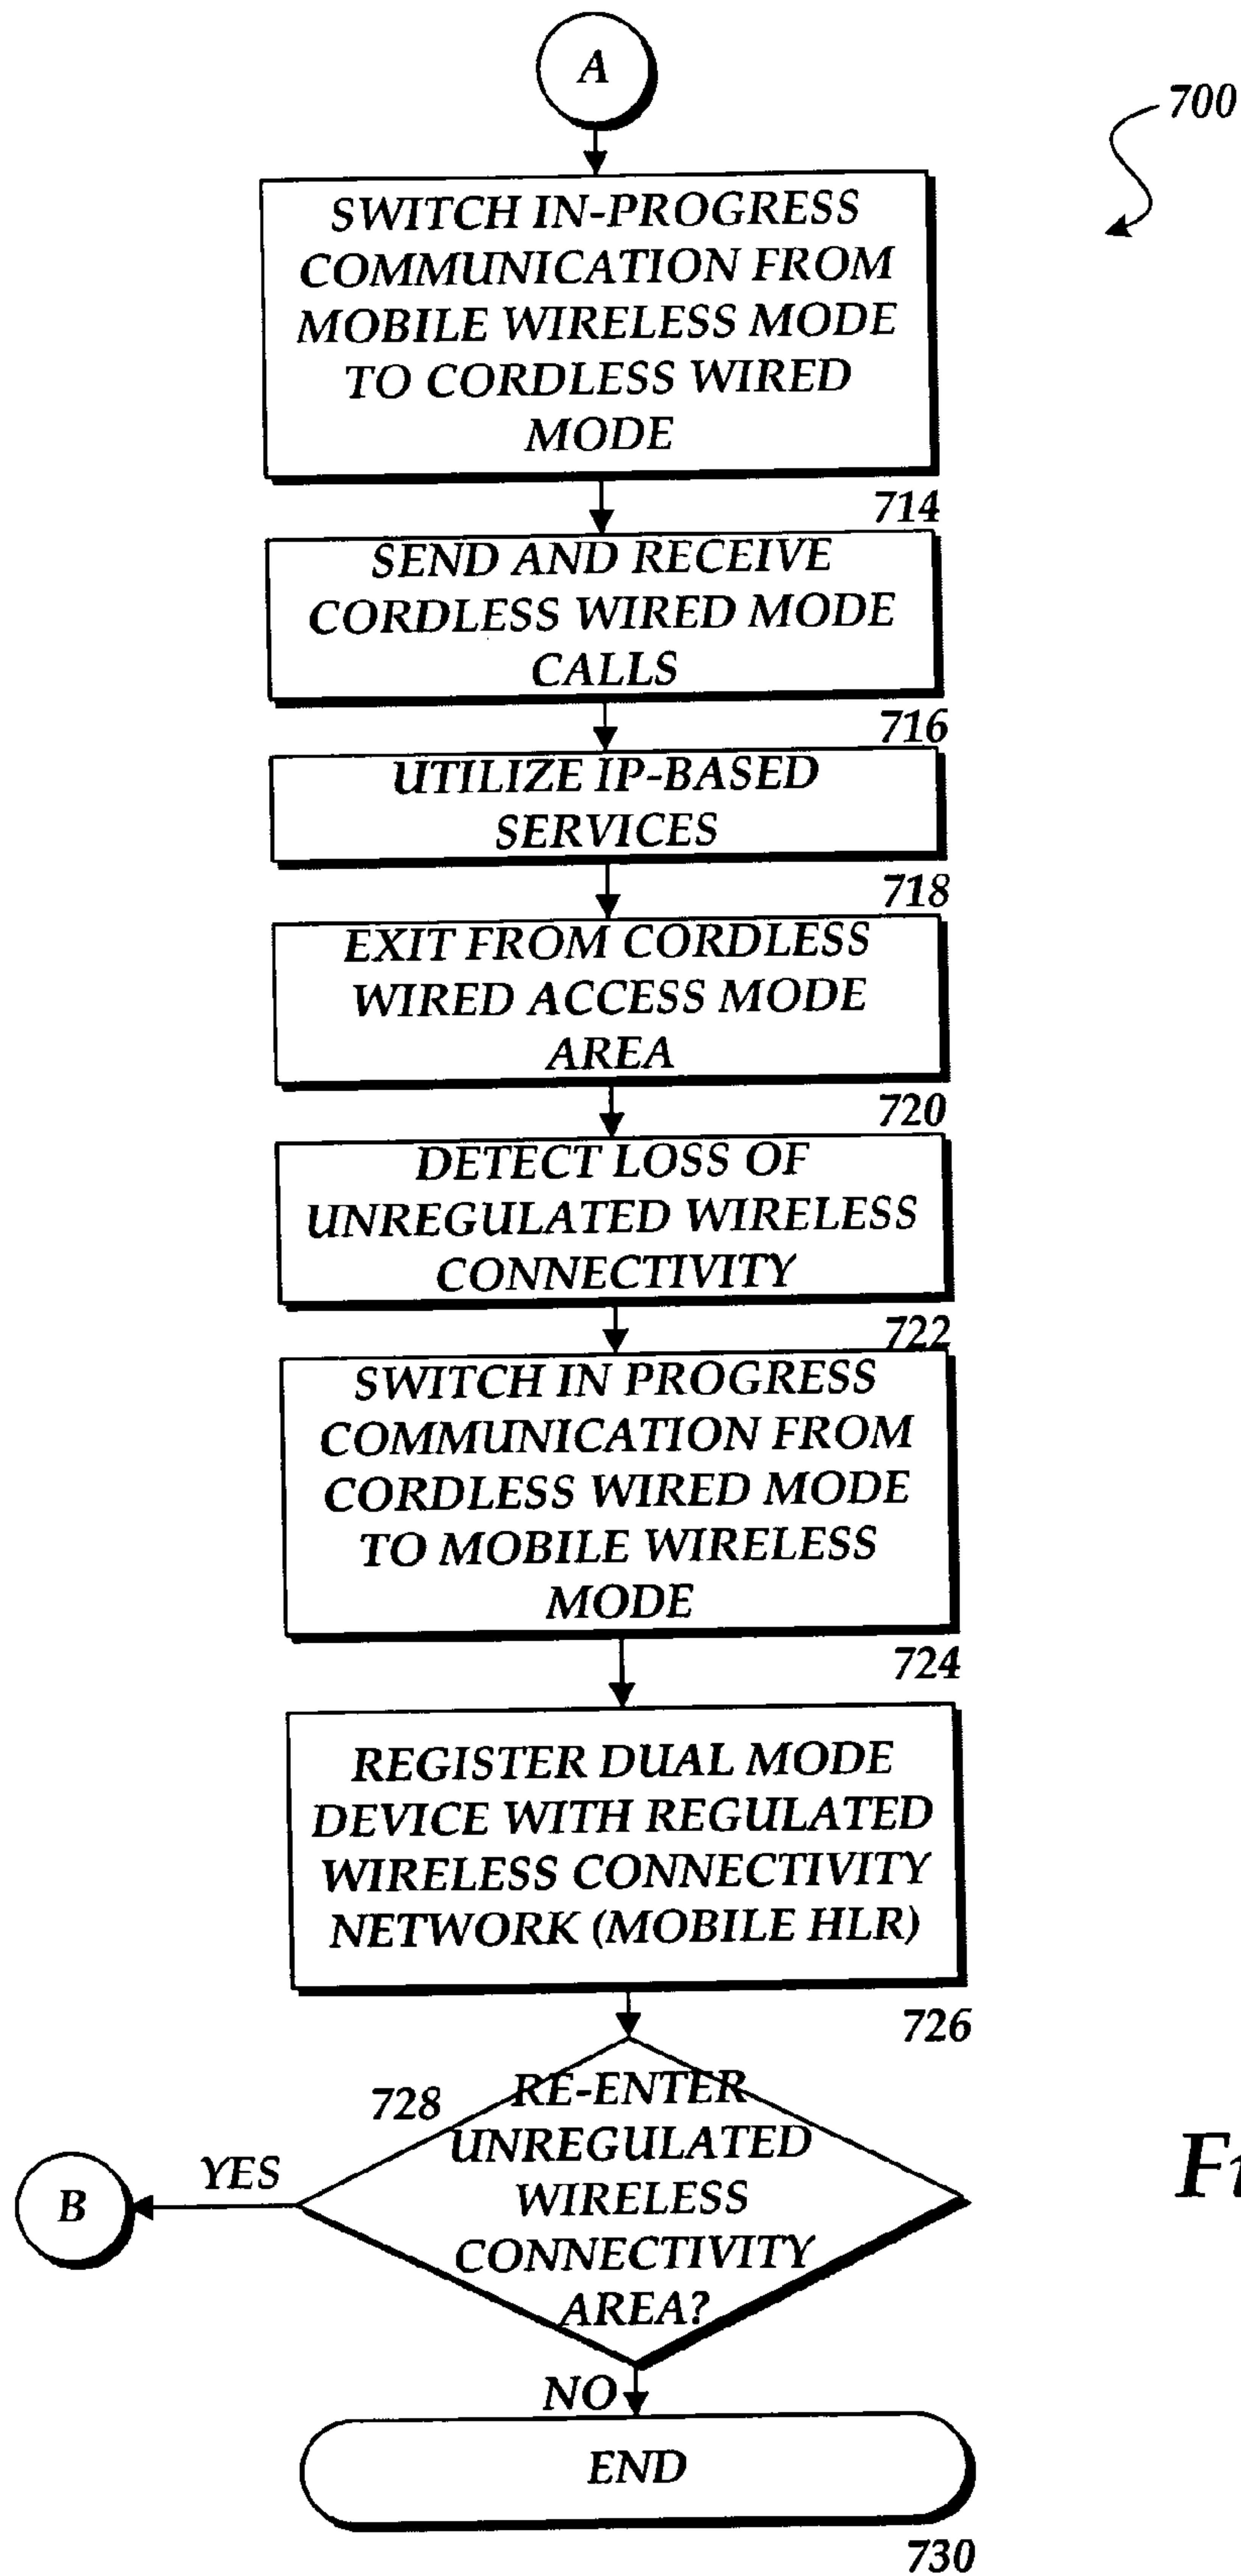 A
700
SWITCH IN-PROGRESS
COMMUNICATION FROM
MOBILE WIRELESS MODE
TO CORDLESS WIRED
MODE
714
SEND AND RECEIVE
CORDLESS WIRED MODE
CALLS
716
UTILIZE IP-BASED
SERVICES
718
EXIT FROM CORDLESS
WIRED ACCESS MODE
AREA
720
DETECT LOSS OF
UNREGULATED WIRELESS
CONNECTIVITY
722
SWITCH IN PROGRESS
COMMUNICATION FROM
CORDLESS WIRED MODE
TO MOBILE WIRELESS
MODE
724
REGISTER DUAL MODE
DEVICE WITH REGULATED
WIRELESS CONNECTIVITY
NETWORK (MOBILE HLR)
726
728
RE-ENTER
UNREGULATED
WIRELESS
CONNECTIVITY
AREA?
YES
B
NO
END
730